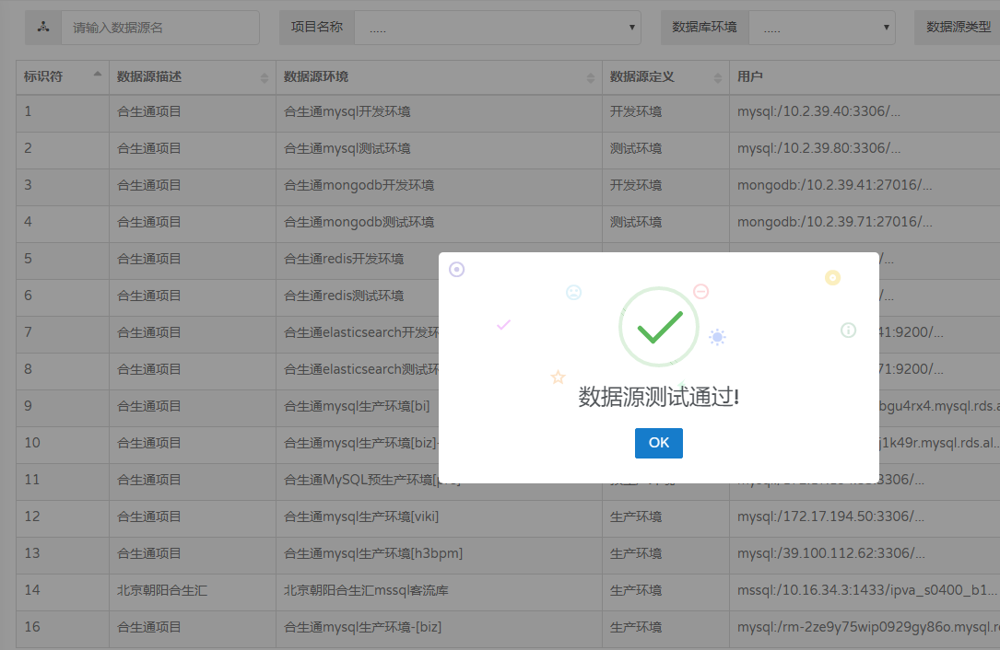 请输入数据源名 项目名称 ..... 数据库环境 ..... 数据源类型
标识符 数据源描述 数据源环境 数据源定义 用户
1 合生通项目 合生通mysql开发环境 开发环境 mysql:/10.2.39.40:3306/...
2 合生通项目 合生通mysql测试环境 测试环境 mysql:/10.2.39.80:3306/...
3 合生通项目 合生通mongodb开发环境 开发环境 mongodb:/10.2.39.41:27016/...
4 合生通项目 合生通mongodb测试环境 测试环境 mongodb:/10.2.39.71:27016/...
5 合生通项目 合生通redis开发环境 /...
6 合生通项目 合生通redis测试环境 /...
7 合生通项目 合生通elasticsearch开发环 41:9200/...
8 合生通项目 合生通elasticsearch测试环 71:9200/...
9 合生通项目 合生通mysql生产环境[bi] bgu4rx4.mysql.rds.a
10 合生通项目 合生通mysql生产环境[biz] j1k49r.mysql.rds.al...
11 合生通项目 合生通MySQL预生产环境 3306/...
12 合生通项目 合生通mysql生产环境[viki] 生产环境 mysql:/172.17.194.50:3306/...
13 合生通项目 合生通mysql生产环境[h3bpm] 生产环境 mysql:/39.100.112.62:3306/...
14 北京朝阳合生汇 北京朝阳合生汇mssql客流库 生产环境 mssql:/10.16.34.3:1433/ipva_s0400_b1...
16 合生通项目 合生通mysql生产环境-[biz] 生产环境 mysql:/rm-2ze9y75wip0929gy86o.mysql.r
数据源测试通过!
OK